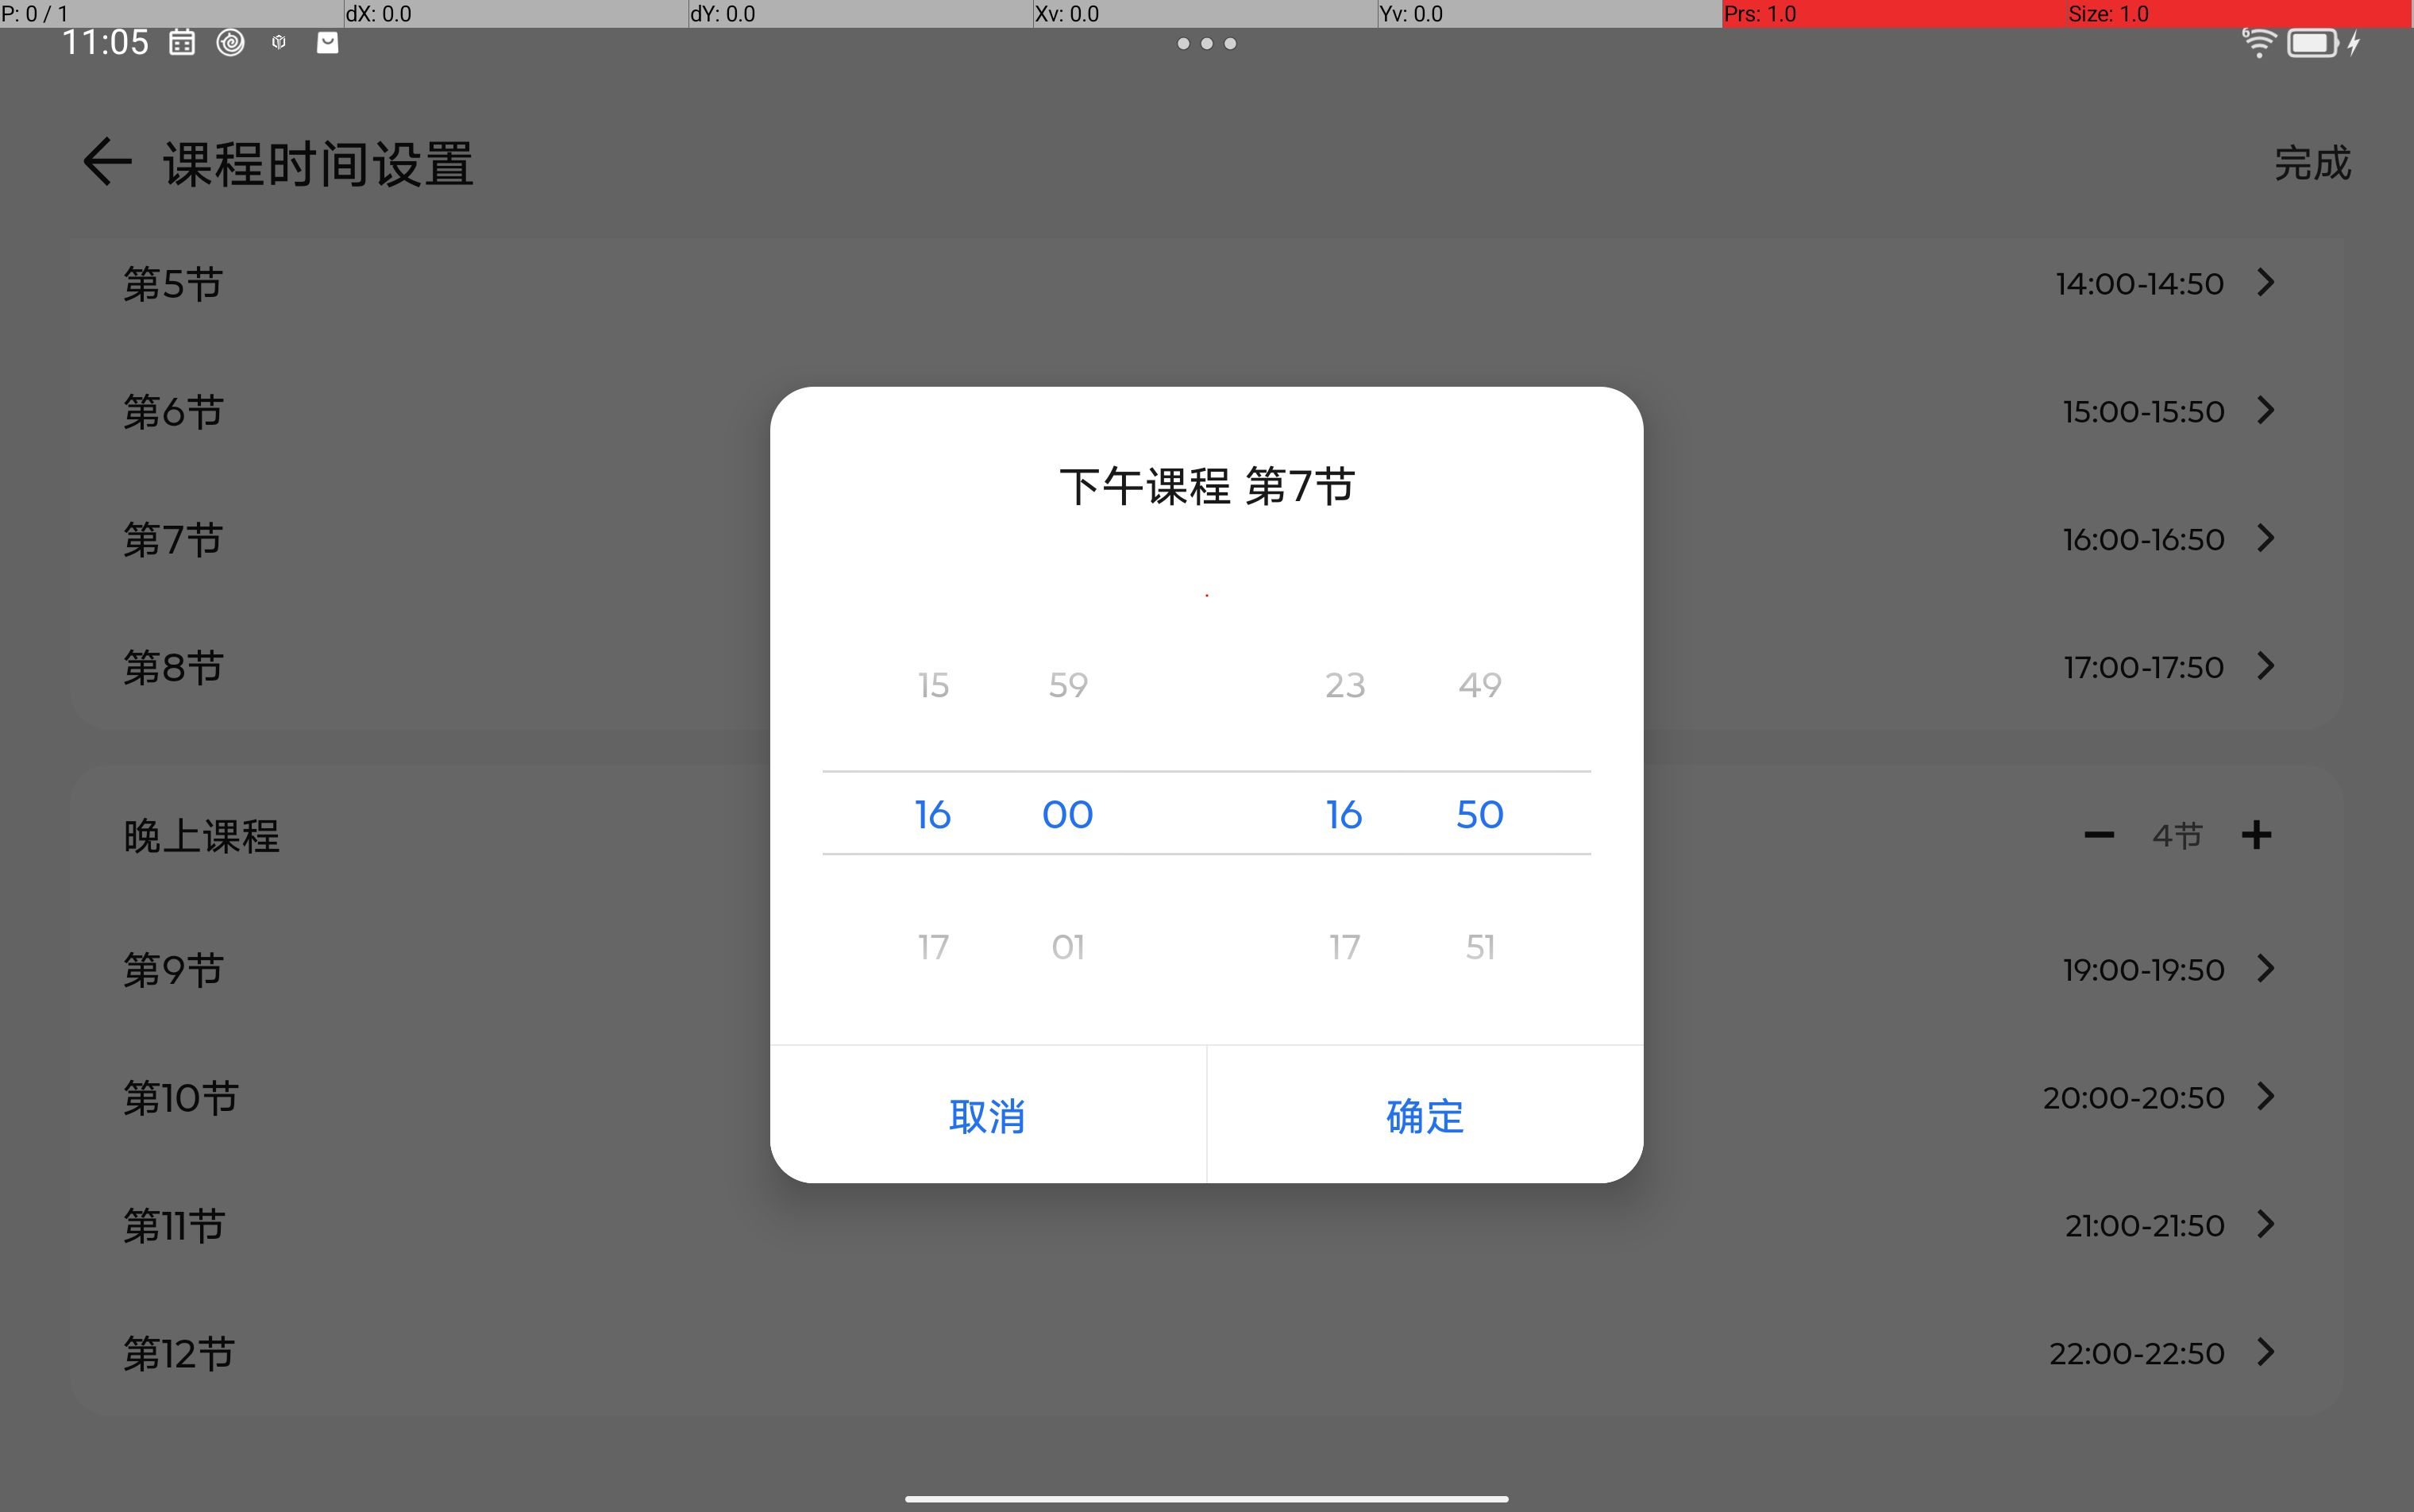 P: 0 / 1 dX: 0.0 dY: 0.0 Xv: 0.0 Yv: 0.0 Prs: 1.0 Size: 1.0
11:05 6
课程时间设置 完成
第5节 14:00-14:50
第6节 15:00-15:50
第7节 16:00-16:50
第8节 17:00-17:50
晚上课程 4节
第9节 19:00-19:50
第10节 20:00-20:50
第11节 21:00-21:50
第12节 22:00-22:50
下午课程 第7节
15 59 23 49
16 00 16 50
17 01 17 51
取消 确定